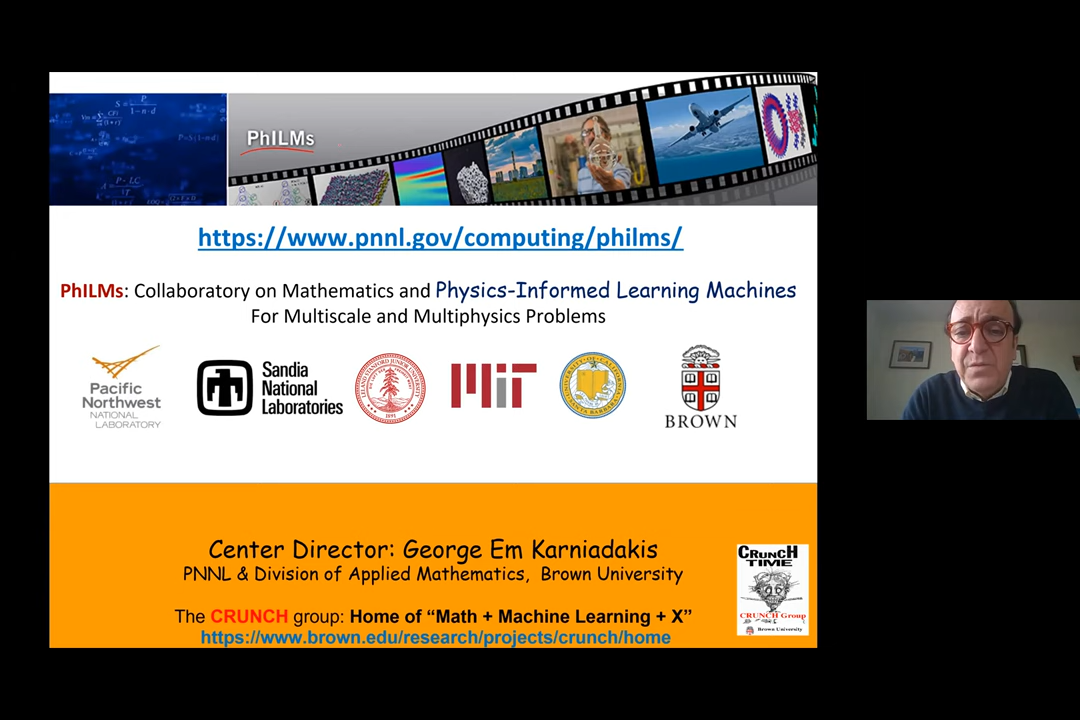 PhILMs
https://www.pnnl.gov/computing/philms/
PhILMs: Collaboratory on Mathematics and Physics-Informed Learning Machines
For Multiscale and Multiphysics Problems
Pacific
Northwest
NATIONAL
LABORATORY
Sandia
National
Laboratories
1891
MIT
BROWN
Center Director: George Em Karniadakis
PNNL & Division of Applied Mathematics, Brown University
The CRUNCH group: Home of “Math + Machine Learning + X”
https://www.brown.edu/research/projects/crunch/home
CRUNCH
TIME
CRUNCH Group
Brown University